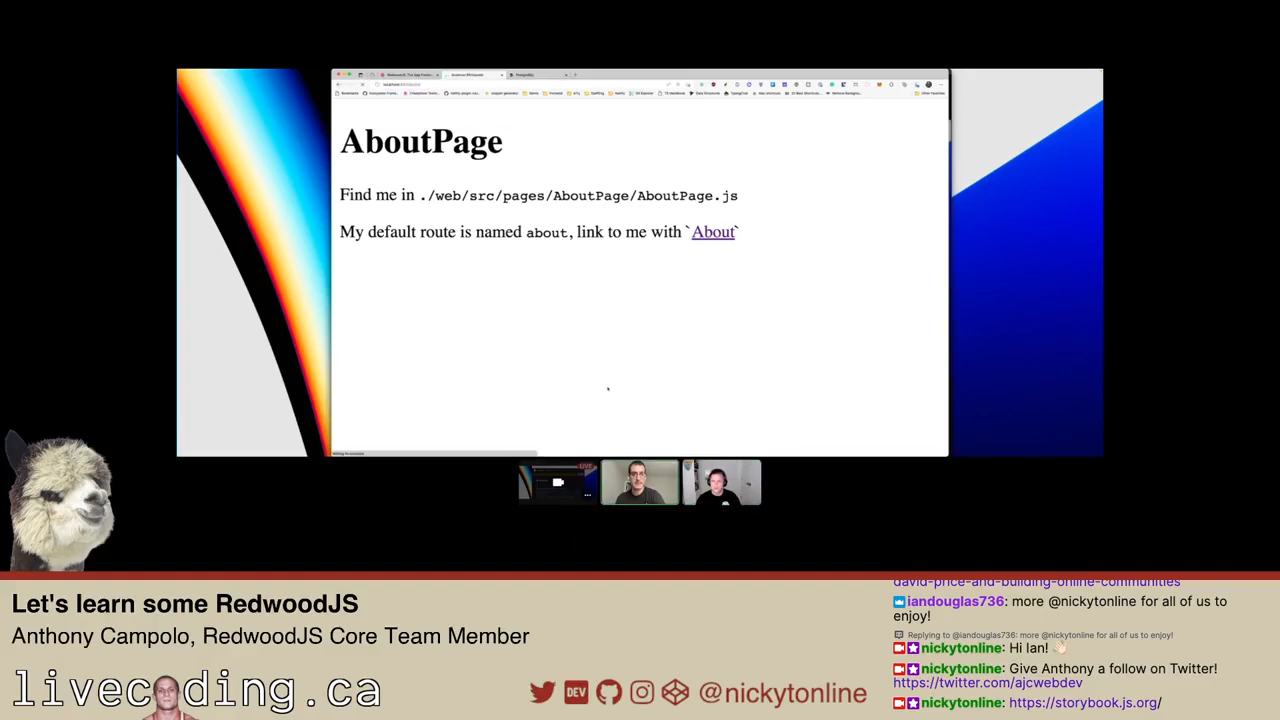 AboutPage
Find me in ./web/src/pages/AboutPage/AboutPage.js
My default route is named about, link to me with `About`
LIVE
Let's learn some RedwoodJS
Anthony Campolo, RedwoodJS Core Team Member
livecoding.ca
DEV
@nickytonline
david-price-and-building-online-communities
iandouglas736: more @nickytonline for all of us to
enjoy!
Replying to @iandouglas736: more @nickytonline for all of us to enjoy!
nickytonline: Hi Ian! 👋🏻
nickytonline: Give Anthony a follow on Twitter!
https://twitter.com/ajcwebdev
nickytonline: https://storybook.js.org/